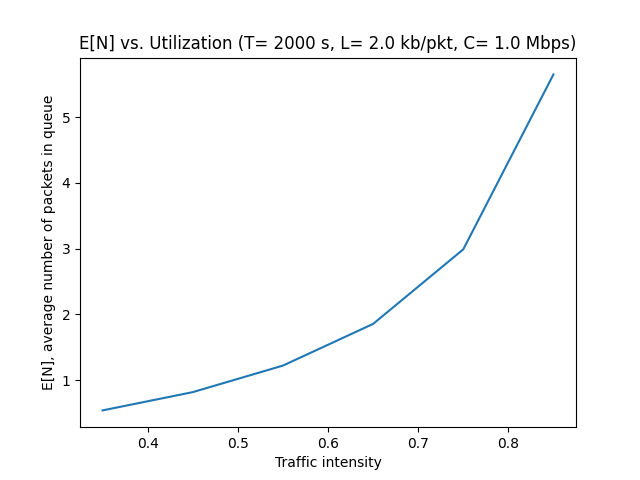 E[N] vs. Utilization (T= 2000 s, L= 2.0 kb/pkt, C= 1.0 Mbps)
E[N], average number of packets in queue
5
4
3
2
1
0.4 0.5 0.6 0.7 0.8
Traffic intensity